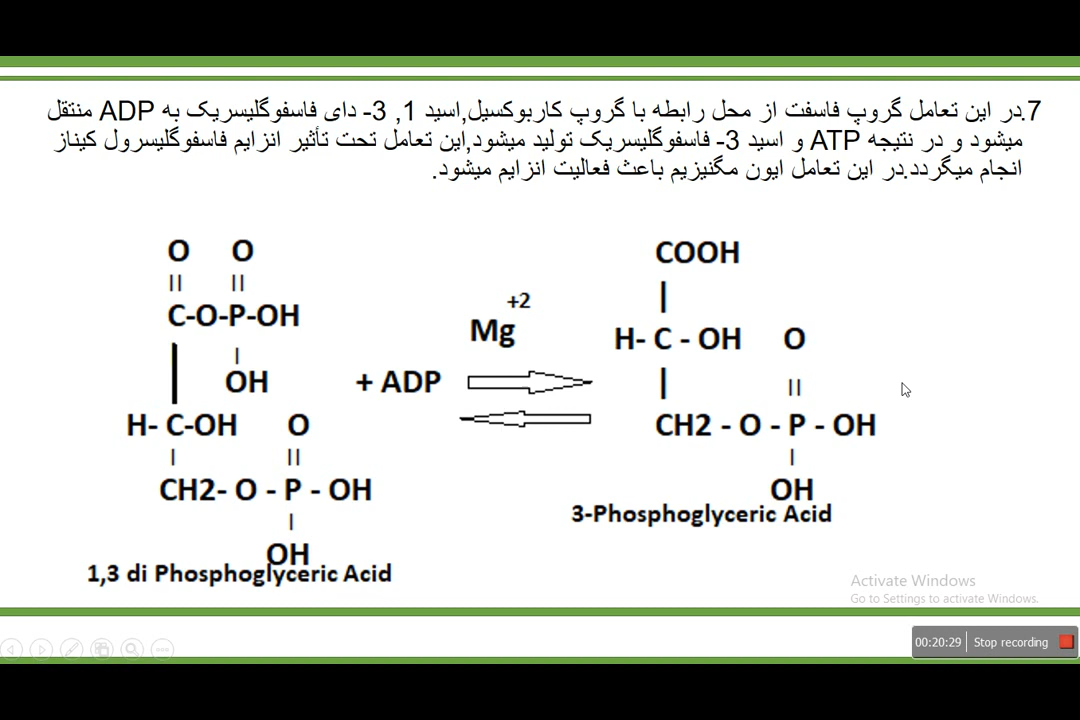 7.در این تعامل گروپ فاسفت از محل رابطه با گروپ کاربوکسیل,اسید 1, 3- دای فاسفوگلیسریک به ADP منتقل
میشود و در نتیجه ATP و اسید 3- فاسفوگلیسریک تولید میشود,این تعامل تحت تأثیر انزایم فاسفوگلیسرول کیناز
انجام میگردد.در این تعامل ایون مگنیزیم باعث فعالیت انزایم میشود.
O O
|| ||
C-O-P-OH
|
| OH
H- C-OH O
| ||
CH2- O - P - OH
|
OH
1,3 di Phosphoglyceric Acid
+ ADP
+2
Mg
COOH
|
H- C - OH O
| ||
CH2 - O - P - OH
|
OH
3-Phosphoglyceric Acid
Activate Windows
Go to Settings to activate Windows.
00:20:29 | Stop recording